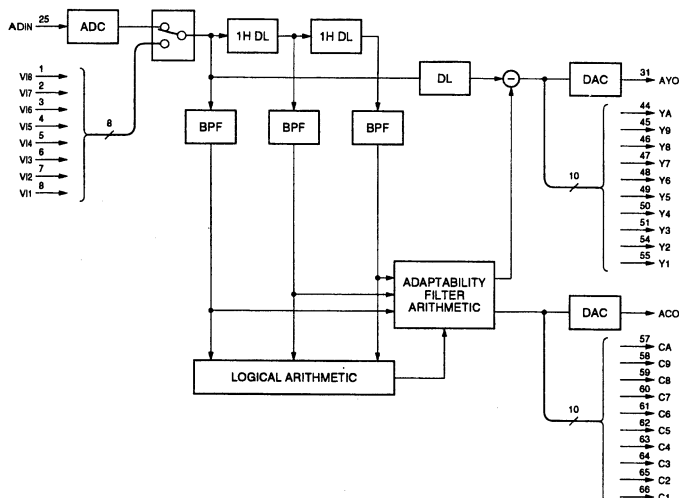 ADIN 25
ADC
1H DL
1H DL
DL
DAC
31 AYO
VI8 1
VI7 2
VI6 3
VI5 4
VI4 5
VI3 6
VI2 7
VI1 8
8
BPF
BPF
BPF
10
44 YA
45 Y9
46 Y8
47 Y7
48 Y6
49 Y5
50 Y4
51 Y3
54 Y2
55 Y1
ADAPTABILITY
FILTER
ARITHMETIC
DAC
ACO
LOGICAL ARITHMETIC
10
57 CA
58 C9
59 C8
60 C7
61 C6
62 C5
63 C4
64 C3
65 C2
66 C1